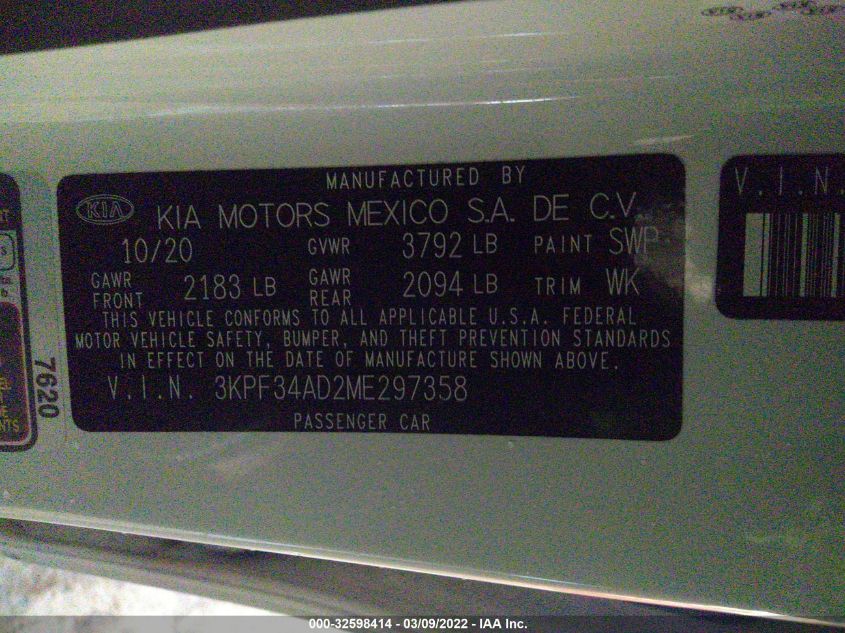 MANUFACTURED BY
KIA KIA MOTORS MEXICO S.A. DE C.V.
10/20 GVWR 3792 LB PAINT SWP
GAWR FRONT 2183 LB GAWR REAR 2094 LB TRIM WK
THIS VEHICLE CONFORMS TO ALL APPLICABLE U.S.A. FEDERAL
MOTOR VEHICLE SAFETY, BUMPER, AND THEFT PREVENTION STANDARDS
IN EFFECT ON THE DATE OF MANUFACTURE SHOWN ABOVE.
V.I.N. 3KPF34AD2ME297358
PASSENGER CAR
7620
V.I.N.
000-32598414 - 03/09/2022 - IAA Inc.